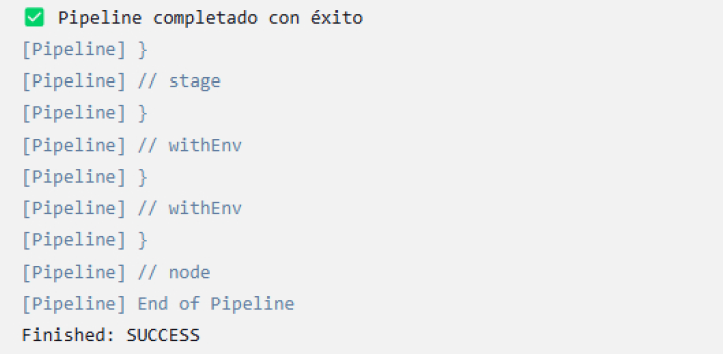 ✅ Pipeline completado con éxito
[Pipeline] }
[Pipeline] // stage
[Pipeline] }
[Pipeline] // withEnv
[Pipeline] }
[Pipeline] // withEnv
[Pipeline] }
[Pipeline] // node
[Pipeline] End of Pipeline
Finished: SUCCESS